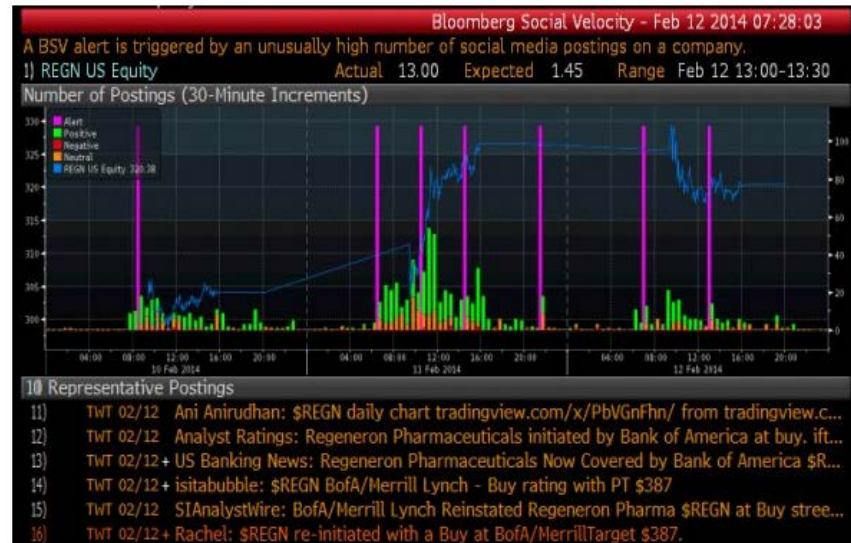 Bloomberg Social Velocity - Feb 12 2014 07:28:03
A BSV alert is triggered by an unusually high number of social media postings on a company.
1) REGN US Equity Actual 13.00 Expected 1.45 Range Feb 12 13:00-13:30
Number of Postings (30-Minute Increments)
Alert
Positive
Negative
Neutral
REGN US Equity 320.38
330
325
320
315
310
305
300
100
80
60
40
20
0
04:00 08:00 12:00 16:00 20:00 04:00 08:00 12:00 16:00 20:00 04:00 08:00 12:00 16:00 20:00
10 Feb 2014 11 Feb 2014 12 Feb 2014
10 Representative Postings
11) TWT 02/12 Ani Anirudhan: $REGN daily chart tradingview.com/x/PbVGnFhn/ from tradingview.c...
12) TWT 02/12 Analyst Ratings: Regeneron Pharmaceuticals initiated by Bank of America at buy. ift...
13) TWT 02/12 + US Banking News: Regeneron Pharmaceuticals Now Covered by Bank of America $R...
14) TWT 02/12 + isitabubble: $REGN BofA/Merrill Lynch - Buy rating with PT $387
15) TWT 02/12 SIAnalystWire: BofA/Merrill Lynch Reinstated Regeneron Pharma $REGN at Buy stree...
16) TWT 02/12 + Rachel: $REGN re-initiated with a Buy at BofA/MerrillTarget $387.